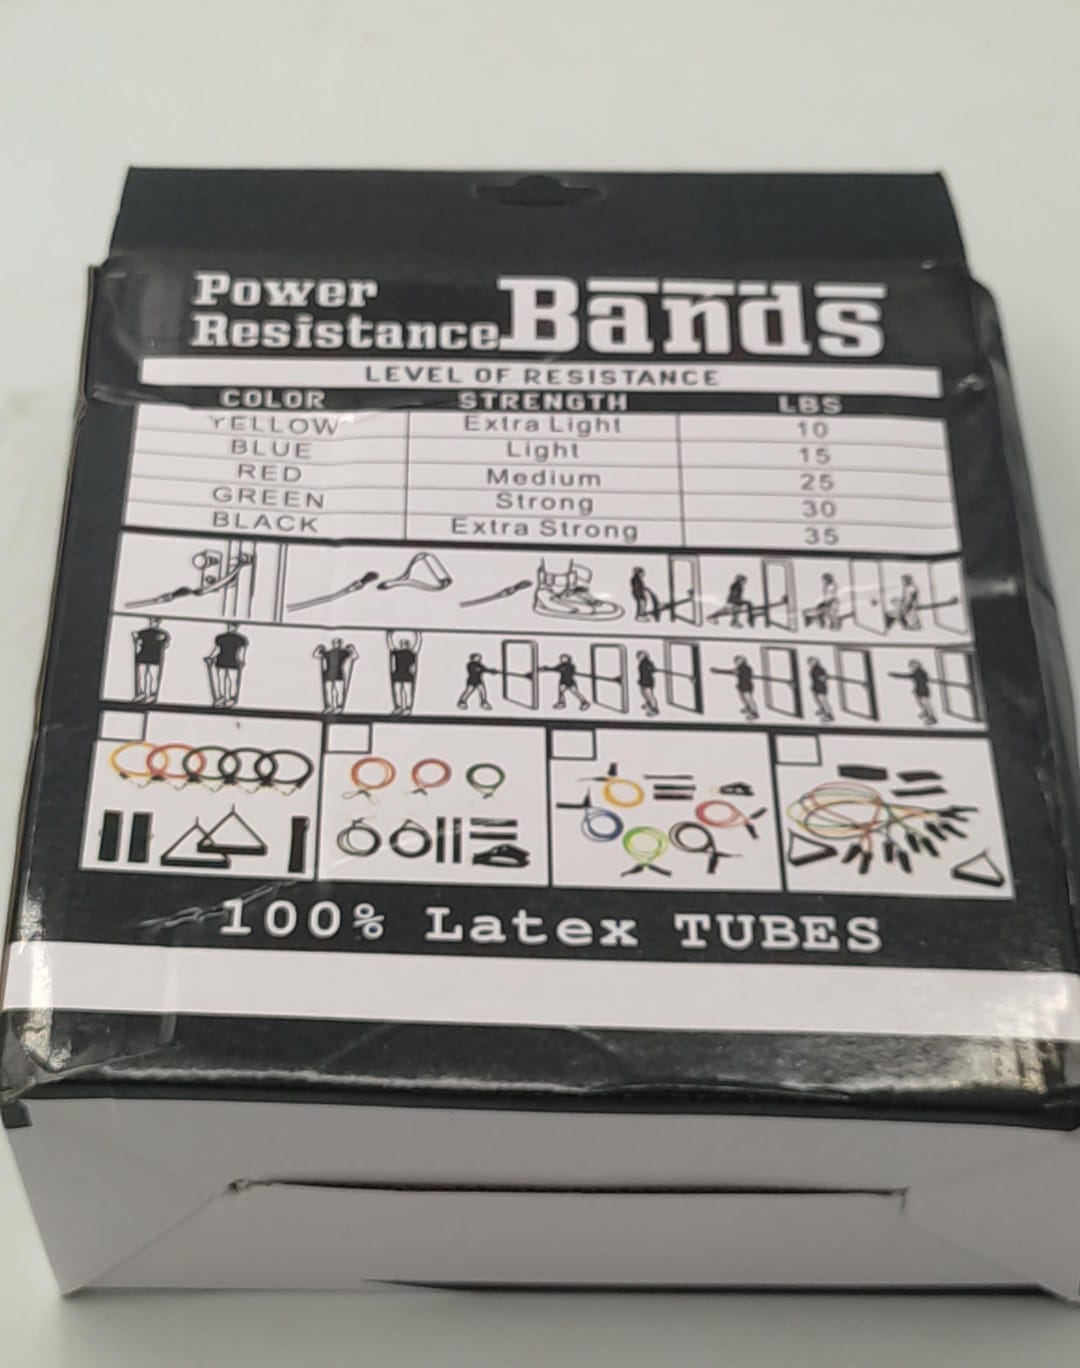 Power
Resistance Bands
LEVEL OF RESISTANCE
COLOR STRENGTH LBS
YELLOW Extra Light 10
BLUE Light 15
RED Medium 25
GREEN Strong 30
BLACK Extra Strong 35
100% Latex TUBES